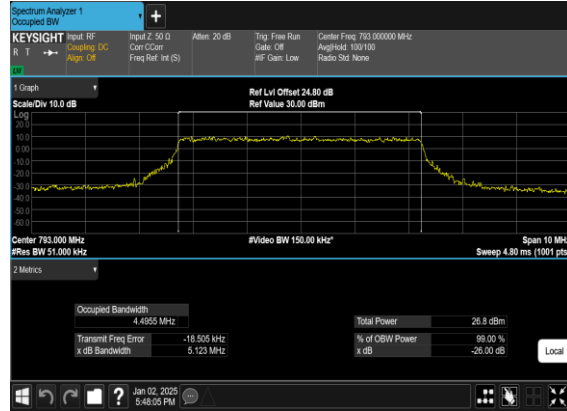 Spectrum Analyzer 1
Occupied BW
+
KEYSIGHT
R T
LW
Input: RF
Coupling: DC
Align: Off
Input Z: 50 Ω
Corr CCorr
Freq Ref: Int (S)
Atten: 20 dB
Trig: Free Run
Gate: Off
#IF Gain: Low
Center Freq: 793.000000 MHz
Avg|Hold: 100/100
Radio Std: None
1 Graph
Scale/Div 10.0 dB
Ref Lvl Offset 24.80 dB
Ref Value 30.00 dBm
Log
20.0
10.0
0.00
-10.0
-20.0
-30.0
-40.0
-50.0
-60.0
Center 793.000 MHz
#Res BW 51.000 kHz
#Video BW 150.00 kHz*
Span 10 MHz
Sweep 4.80 ms (1001 pts
2 Metrics
Occupied Bandwidth
4.4955 MHz
Transmit Freq Error -18.505 kHz
x dB Bandwidth 5.123 MHz
Total Power 26.8 dBm
% of OBW Power 99.00 %
x dB -26.00 dB
Local
?
Jan 02, 2025
5:48:05 PM